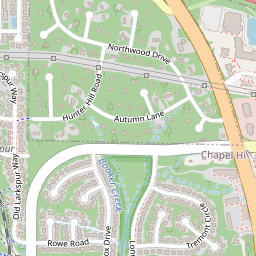 Northwood Drive
Hunter Hill Road
Autumn Lane
Old Larkspur Way
Chapel Hi
Booker Creek
Tremont Circle
Rowe Road